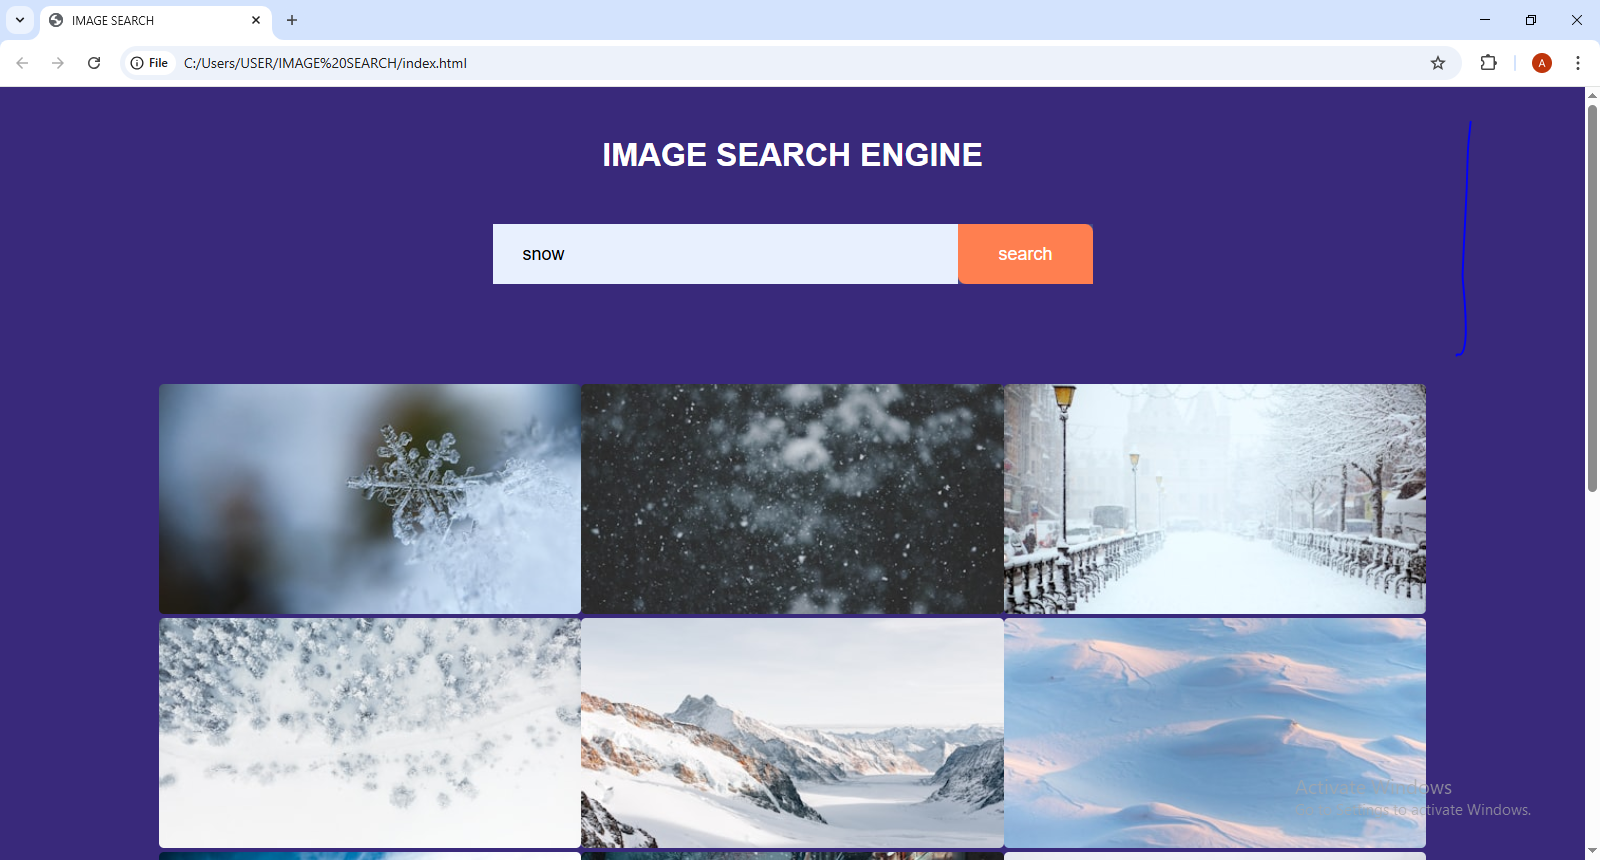 IMAGE SEARCH
File
C:/Users/USER/IMAGE%20SEARCH/index.html
A
IMAGE SEARCH ENGINE
snow
search
Activate Windows
Go to Settings to activate Windows.